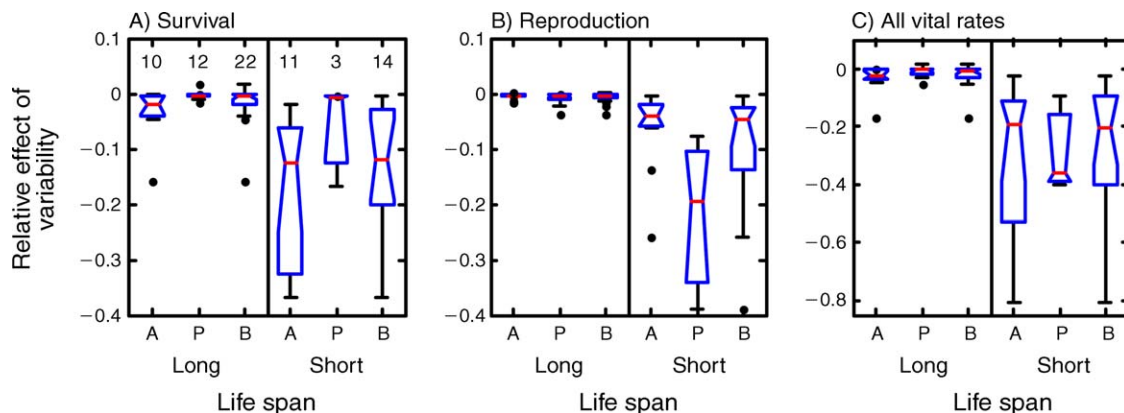 A) Survival
B) Reproduction
C) All vital rates
Relative effect of
variability
0.1
0
−0.1
−0.2
−0.3
−0.4
10 12 22 11 3 14
A P B A P B
Long Short
Life span
0.1
0
−0.1
−0.2
−0.3
−0.4
A P B A P B
Long Short
Life span
0
−0.2
−0.4
−0.6
−0.8
A P B A P B
Long Short
Life span